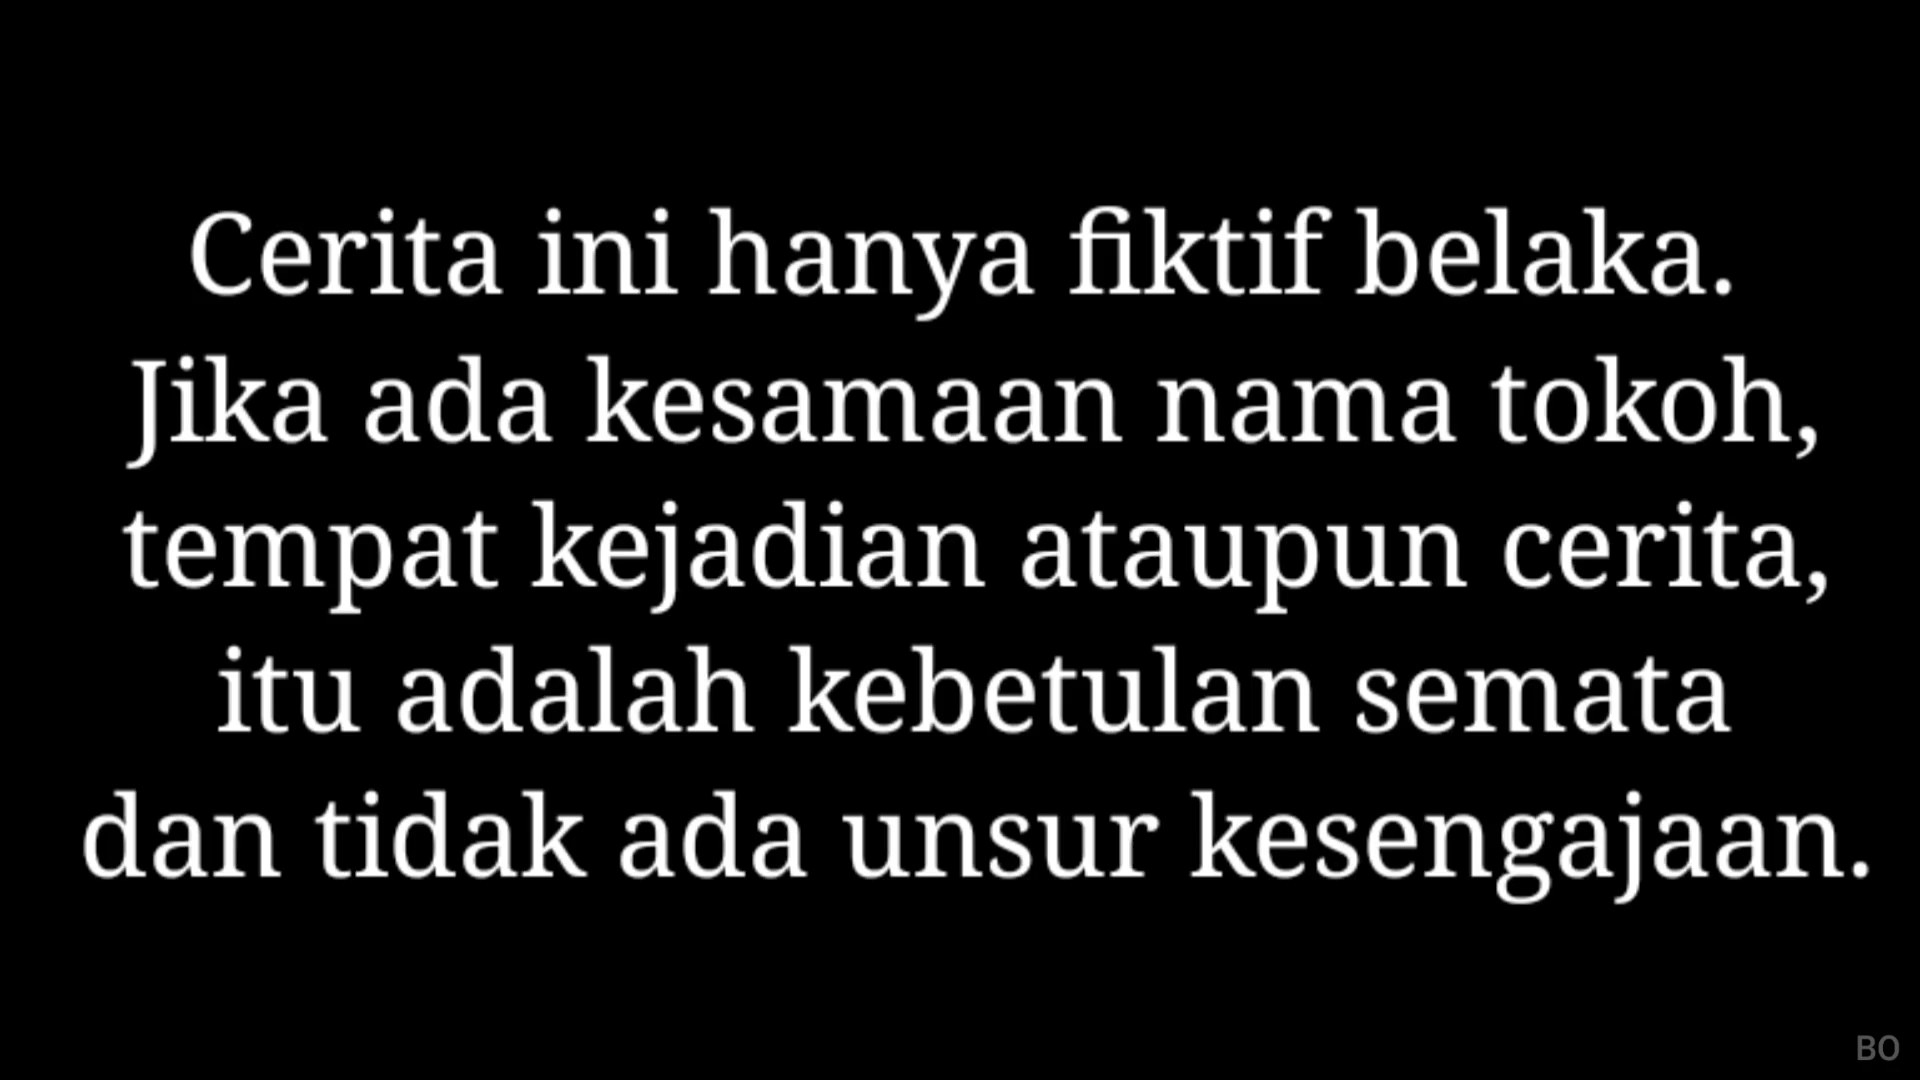 Cerita ini hanya fiktif belaka.
Jika ada kesamaan nama tokoh,
tempat kejadian ataupun cerita,
itu adalah kebetulan semata
dan tidak ada unsur kesengajaan.
BO